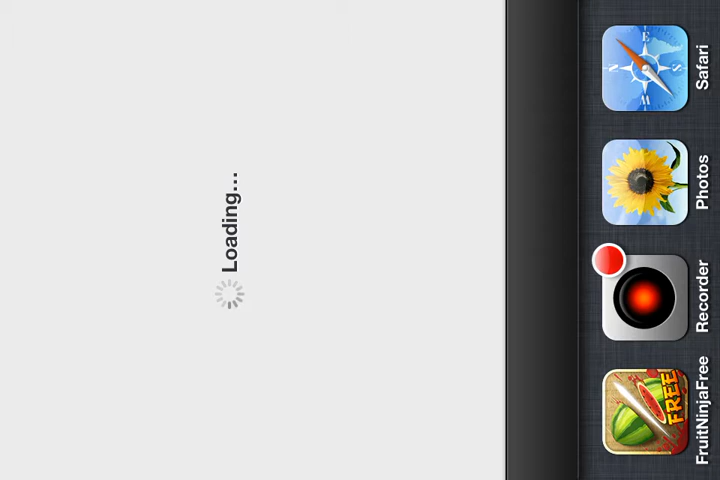 Loading...
FruitNinjaFree
Recorder
Photos
Safari
FREE
N
E
S
W